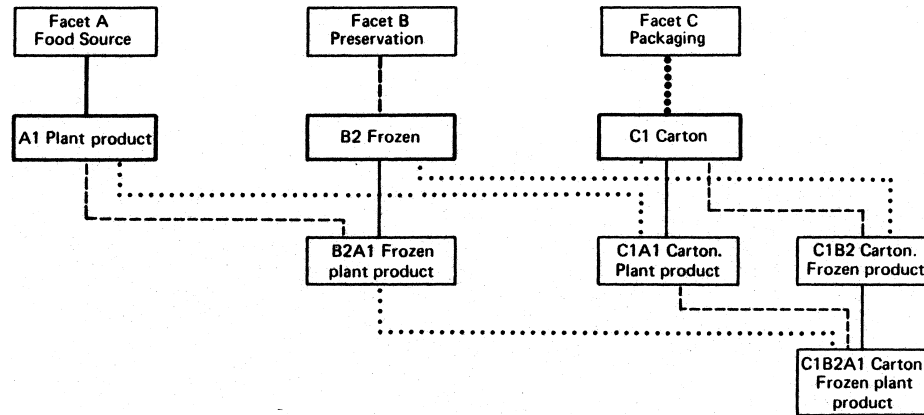 Facet A
Food Source
Facet B
Preservation
Facet C
Packaging
A1 Plant product
B2 Frozen
C1 Carton
B2A1 Frozen
plant product
C1A1 Carton.
Plant product
C1B2 Carton.
Frozen product
C1B2A1 Carton
Frozen plant
product